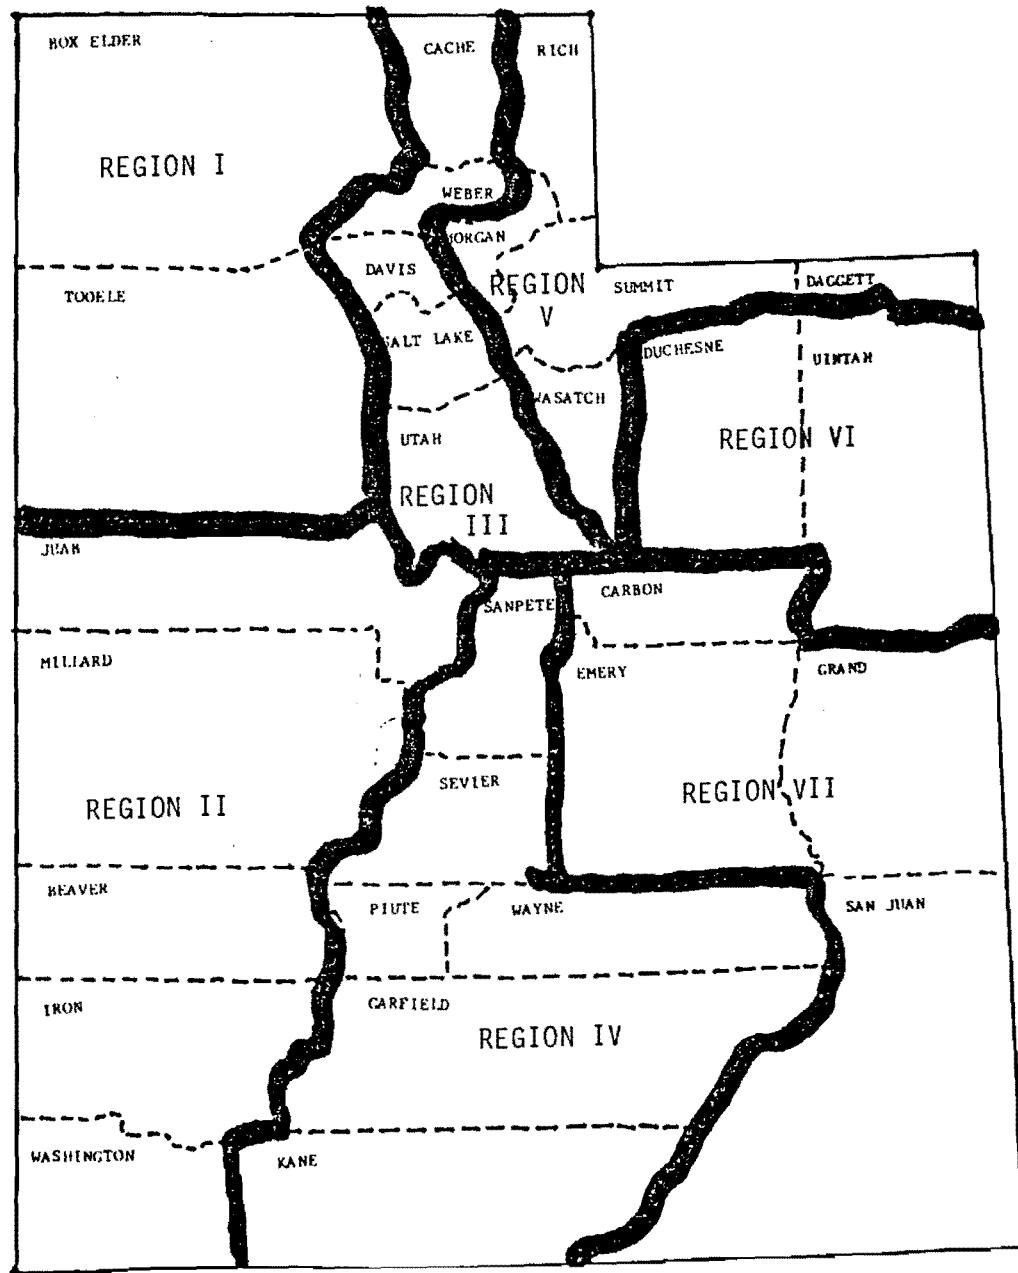 BOX ELDER
CACHE
RICH
REGION I
WEBER
MORGAN
DAVIS
TOOELE
REGION
V
SUMMIT
DAGGETT
SALT LAKE
DUCHESNE
UINTAH
WASATCH
UTAH
REGION VI
REGION
III
JUAB
CARBON
SANPETE
MILLARD
EMERY
GRAND
SEVIER
REGION II
REGION VII
BEAVER
PIUTE
WAYNE
SAN JUAN
IRON
GARFIELD
REGION IV
WASHINGTON
KANE